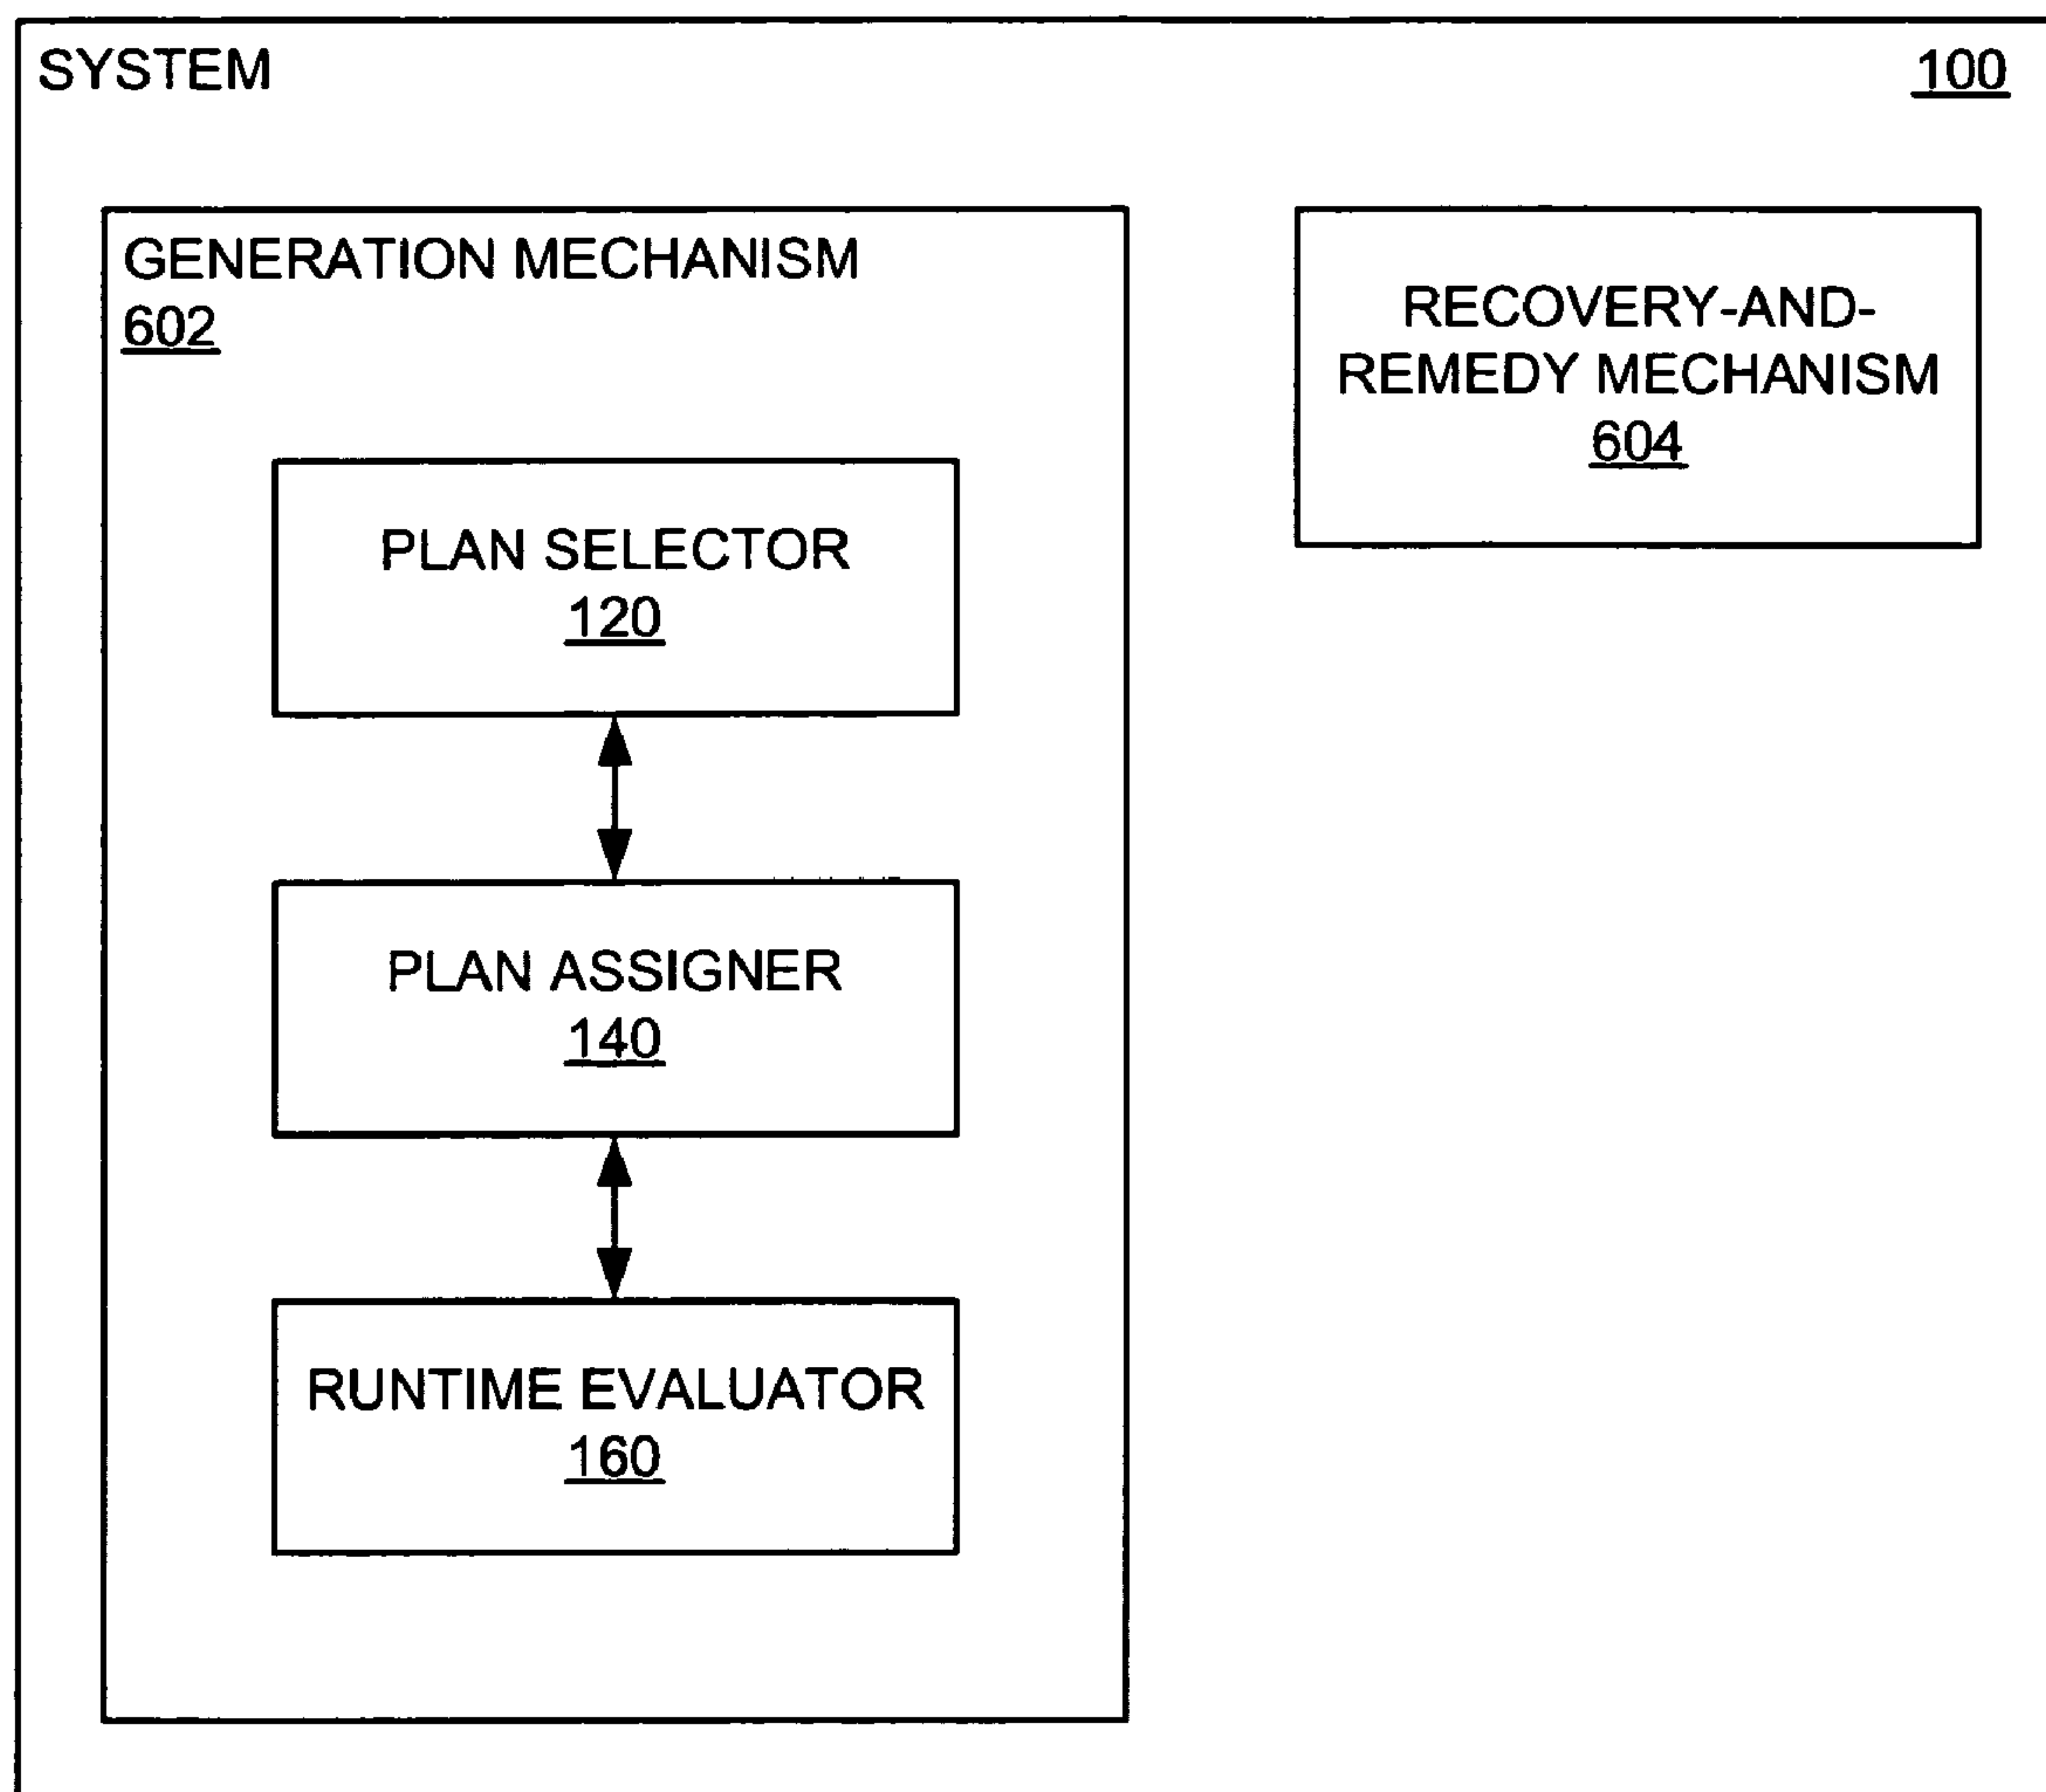 SYSTEM
100
GENERATION MECHANISM
602
RECOVERY-AND-
REMEDY MECHANISM
604
PLAN SELECTOR
120
PLAN ASSIGNER
140
RUNTIME EVALUATOR
160